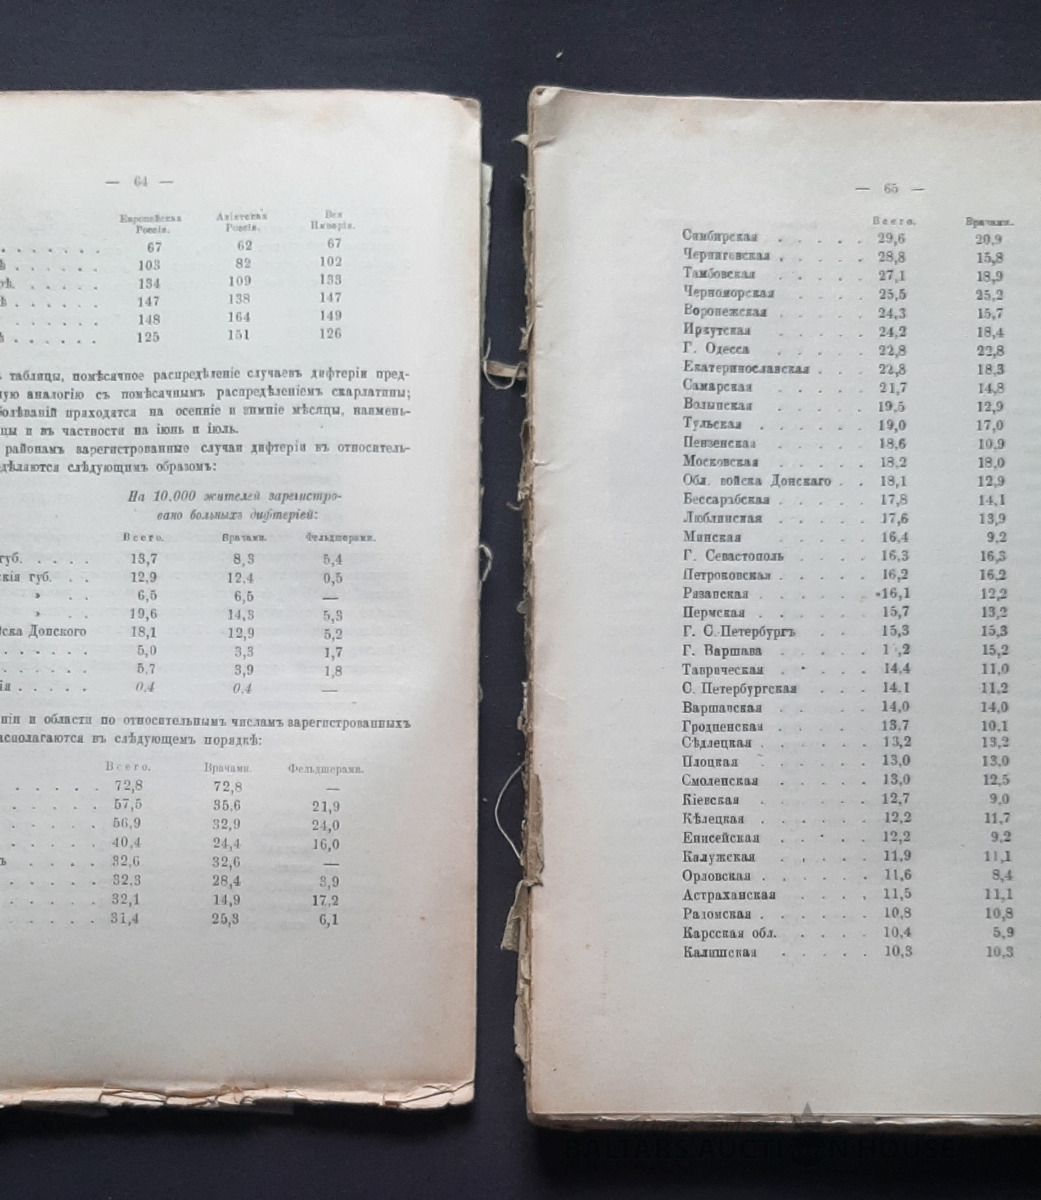 — 64 —
Европейская Азіатская Вся
Россія. Россія. Имперія.
. . . . . . . 67 62 67
ѣ . . . . . . 103 82 102
рѣ. . . . . . 134 109 133
ѣ . . . . . . 147 138 147
. . . . . . . 148 164 149
ѣ . . . . . . 125 151 126
таблицы, помѣсячное распредѣленіе случаевъ дифтеріи пред-
ную аналогію съ помѣсячнымъ распредѣленіемъ скарлатины;
болѣваній приходятся на осенніе и зимніе мѣсяцы, наимень-
цы и въ частности на іюнь и іюль.
районамъ зарегистрованные случаи дифтеріи въ относитель-
дѣляются слѣдующимъ образомъ:
На 10.000 жителей зарегистро-
вано больныхъ дифтеріей:
Всего. Врачами. Фельдшерами.
губ. . . . . 13,7 8,3 5,4
скія губ. . . 12,9 12,4 0,5
» . . 6,5 6,5 —
» . . 19,6 14,3 5,3
йска Донского 18,1 12,9 5,2
. . . . . . 5,0 3,3 1,7
. . . . . . 5,7 3,9 1,8
ія . . . . . 0,4 0,4 —
ніи и области по относительнымъ числамъ зарегистрованныхъ
асполагаются въ слѣдующемъ порядкѣ:
Всего. Врачами. Фельдшерами.
. . . . . 72,8 72,8 —
. . . . . 57,5 35,6 21,9
. . . . . 56,9 32,9 24,0
. . . . . 40,4 24,4 16,0
ъ . . . . 32,6 32,6 —
. . . . . 32,3 28,4 3,9
. . . . . 32,1 14,9 17,2
. . . . . 31,4 25,3 6,1
— 65 —
Всего. Врачами.
Симбирская . . . . . 29,6 20,9
Черниговская . . . . . 28,8 15,8
Тамбовская . . . . . 27,1 18,9
Черноморская . . . . 25,5 25,2
Воронежская . . . . . 24,3 15,7
Иркутская . . . . 24,2 18,4
Г. Одесса . . . . . 22,8 22,8
Екатеринославская . . . 22,8 18,3
Самарская . . . . . 21,7 14,8
Волынская . . . . . 19,5 12,9
Тульская . . . . . . 19,0 17,0
Пензенская . . . . . 18,6 10,9
Московская . . . . . 18,2 18,0
Обл. войска Донскаго . . 18,1 12,9
Бессарабская . . . . . 17,8 14,1
Люблинская . . . . . 17,6 13,9
Минская . . . . . 16,4 9,2
Г. Севастополь . . . . 16,3 16,3
Петроковская . . . . . 16,2 16,2
Рязанская . . . . . . 16,1 12,2
Пермская . . . . . . 15,7 13,2
Г. С.Петербургъ . . 15,3 15,3
Г. Варшава . . . . 1 ,2 15,2
Таврическая . . . . 14.4 11,0
С. Петербургская . . . 14.1 11,2
Варшавская . . . . . 14,0 14,0
Гродненская . . . . . 13,7 10,1
Сѣдлецкая . . . . . . 13,2 13,2
Плоцкая . . . . . 13,0 13,0
Смоленская . . . . . 13,0 12,5
Кіевская . . . . . . 12,7 9,0
Кѣлецкая . . . . . . 12,2 11,7
Енисейская . . . . 12,2 9,2
Калужская . . . . . 11,9 11,1
Орловская . . . . . . 11,6 8,4
Астраханская . . . . 11,5 11,1
Радомская . . . . . . 10,8 10,8
Карсская обл. . . . . 10,4 5,9
Калишская . . . . . 10,3 10,3
BALTARS AUCTION HOUSE